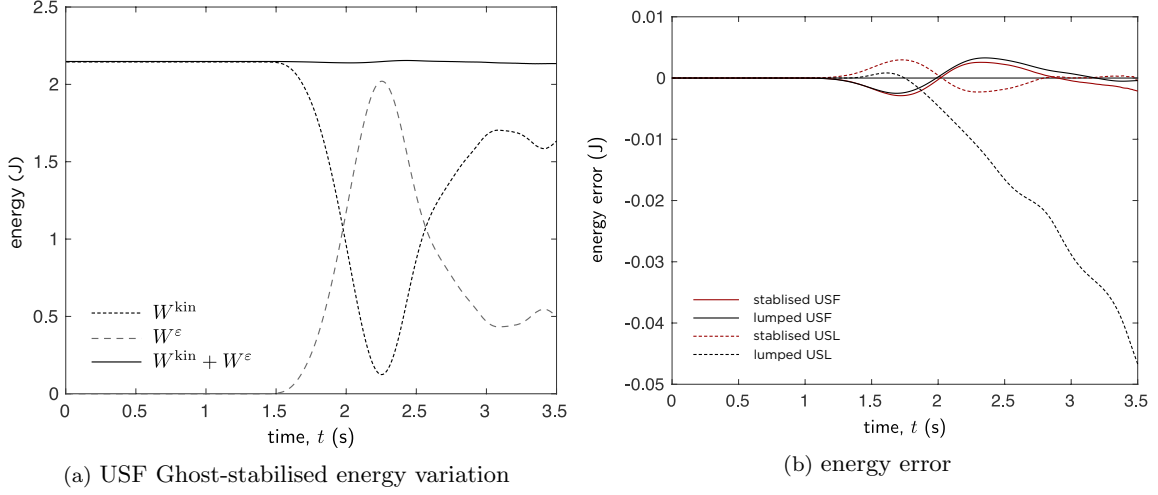 2.5
2
1.5
1
0.5
0
energy (J)
W^kin
W^ε
W^kin + W^ε
0 0.5 1 1.5 2 2.5 3 3.5
time, t (s)
(a) USF Ghost-stabilised energy variation
0.01
0
-0.01
-0.02
-0.03
-0.04
-0.05
energy error (J)
stablised USF
lumped USF
stablised USL
lumped USL
0 0.5 1 1.5 2 2.5 3 3.5
time, t (s)
(b) energy error